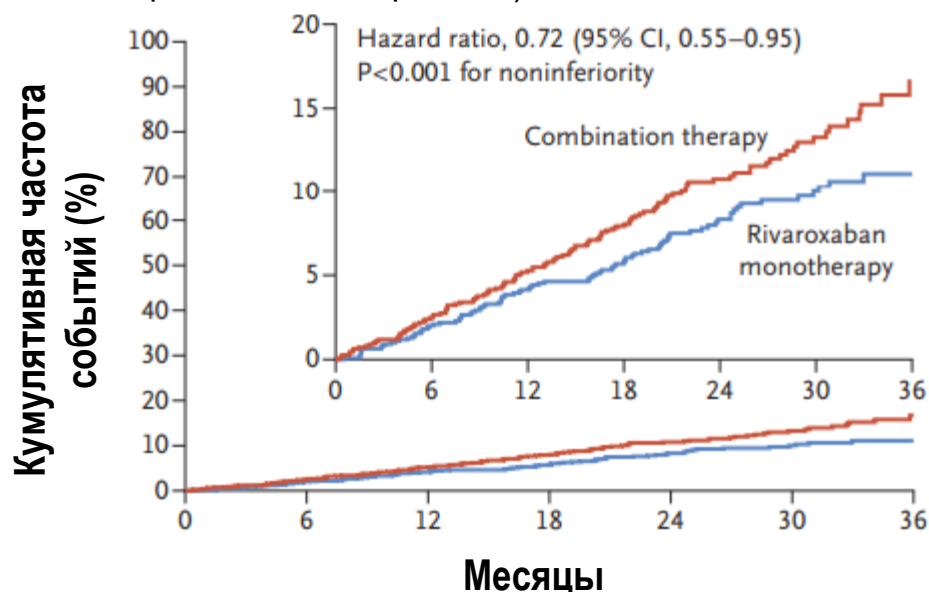 Кумулятивная частота
событий (%)
100
90
80
70
60
50
40
30
20
10
0
20
15
10
5
0
Hazard ratio, 0.72 (95% CI, 0.55–0.95)
P<0.001 for noninferiority
Combination therapy
Rivaroxaban
monotherapy
0 6 12 18 24 30 36
0 6 12 18 24 30 36
Месяцы